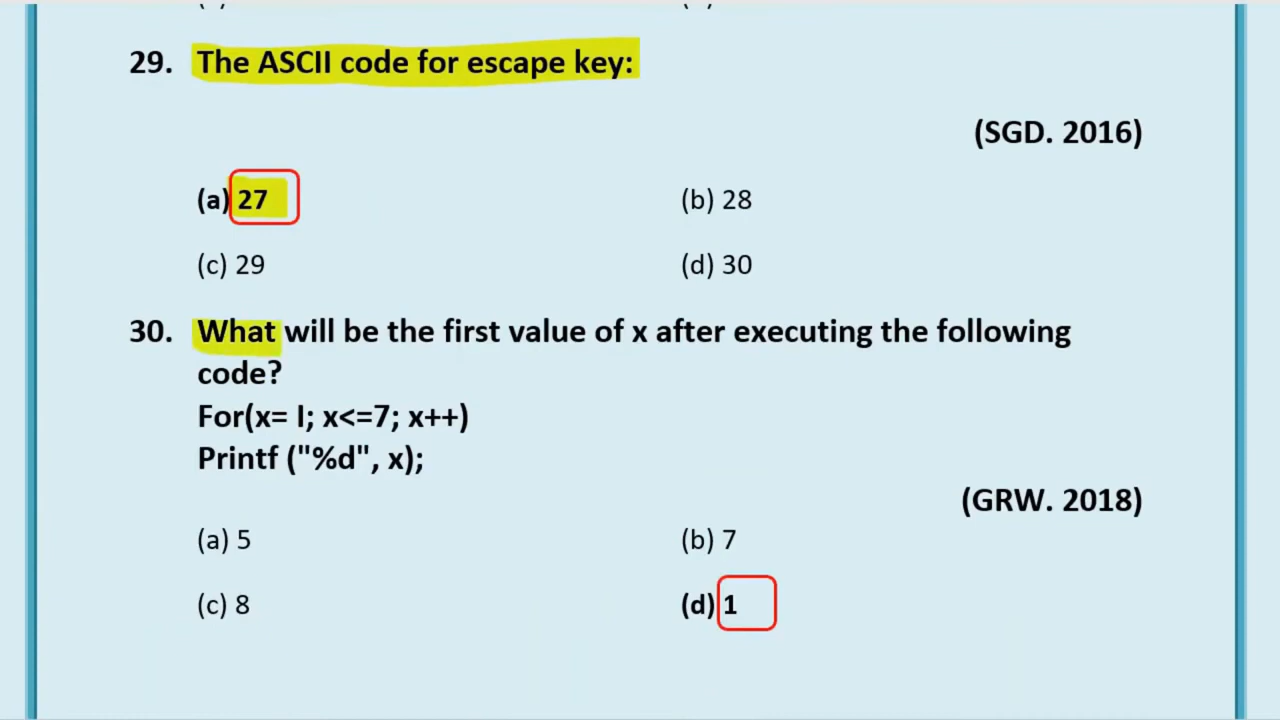 29. The ASCII code for escape key:
(SGD. 2016)
(a) 27 (b) 28
(c) 29 (d) 30
30. What will be the first value of x after executing the following
code?
For(x= I; x<=7; x++)
Printf ("%d", x);
(GRW. 2018)
(a) 5 (b) 7
(c) 8 (d) 1